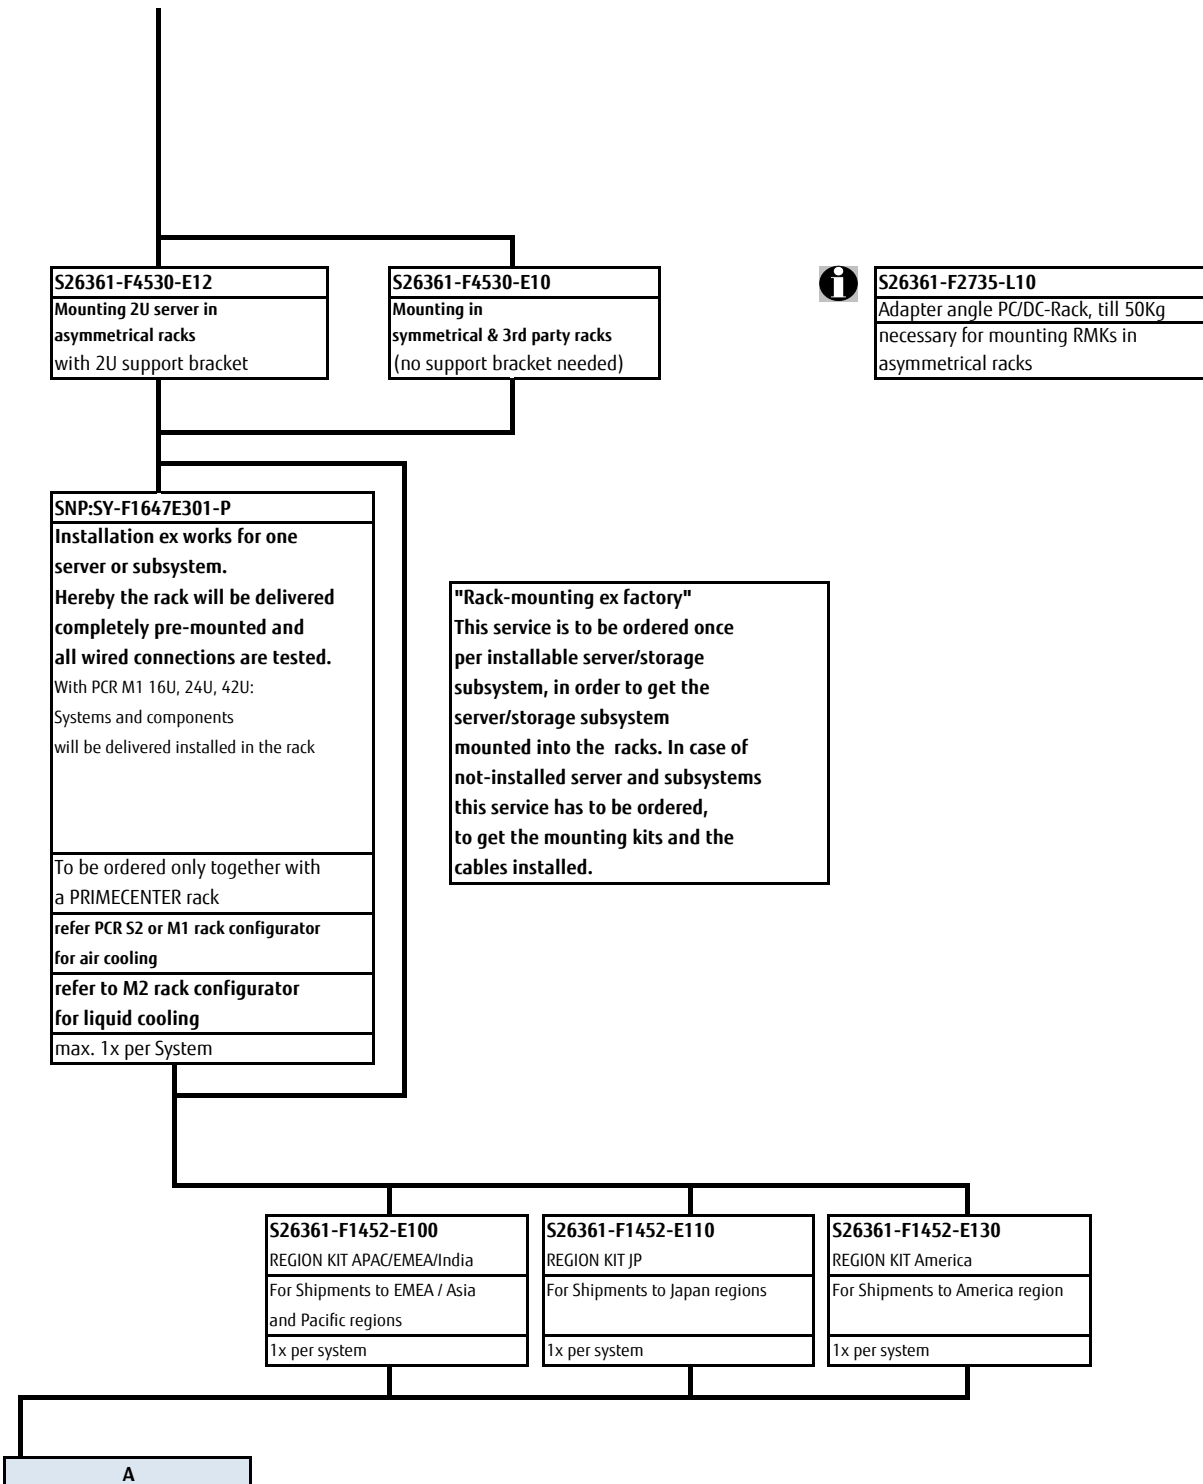 S26361-F4530-E12
Mounting 2U server in
asymmetrical racks
with 2U support bracket
S26361-F4530-E10
Mounting in
symmetrical & 3rd party racks
(no support bracket needed)
S26361-F2735-L10
Adapter angle PC/DC-Rack, till 50Kg
necessary for mounting RMKs in
asymmetrical racks
SNP:SY-F1647E301-P
Installation ex works for one
server or subsystem.
Hereby the rack will be delivered
completely pre-mounted and
all wired connections are tested.
With PCR M1 16U, 24U, 42U:
Systems and components
will be delivered installed in the rack
To be ordered only together with
a PRIMECENTER rack
refer PCR S2 or M1 rack configurator
for air cooling
refer to M2 rack configurator
for liquid cooling
max. 1x per System
"Rack-mounting ex factory"
This service is to be ordered once
per installable server/storage
subsystem, in order to get the
server/storage subsystem
mounted into the racks. In case of
not-installed server and subsystems
this service has to be ordered,
to get the mounting kits and the
cables installed.
S26361-F1452-E100
REGION KIT APAC/EMEA/India
For Shipments to EMEA / Asia
and Pacific regions
1x per system
S26361-F1452-E110
REGION KIT JP
For Shipments to Japan regions
1x per system
S26361-F1452-E130
REGION KIT America
For Shipments to America region
1x per system
A